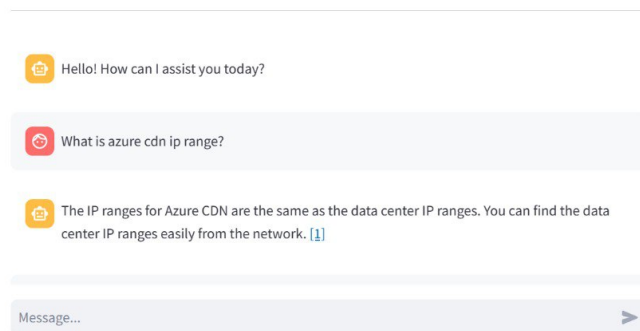 Hello! How can I assist you today?
What is azure cdn ip range?
The IP ranges for Azure CDN are the same as the data center IP ranges. You can find the data
center IP ranges easily from the network. [1]
Message...